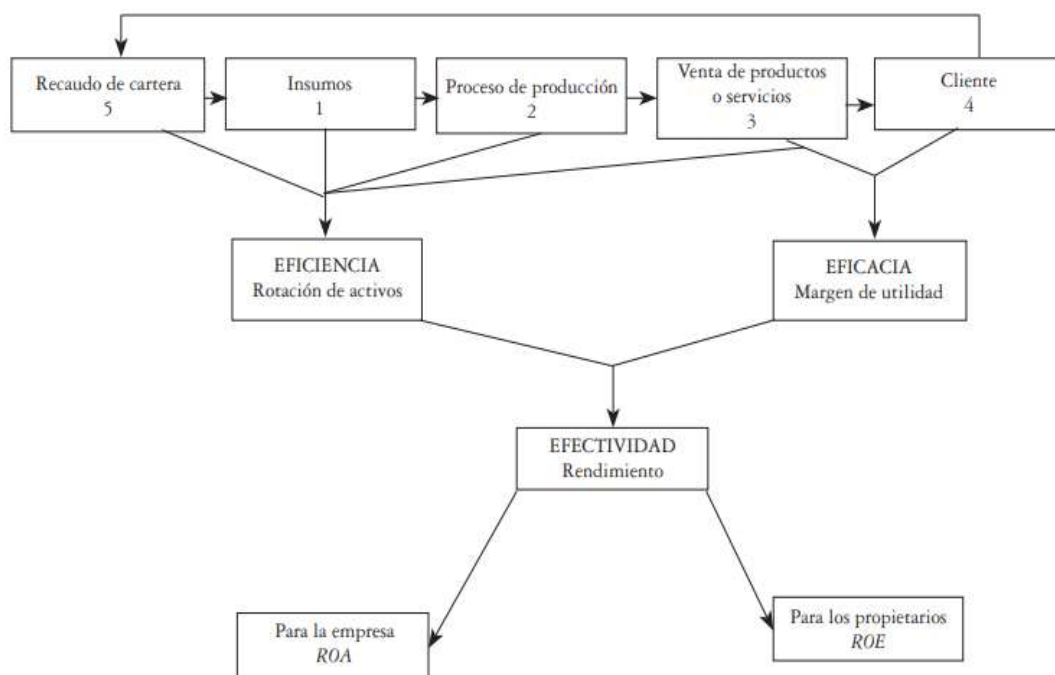 Recaudo de cartera
5
Insumos
1
Proceso de producción
2
Venta de productos
o servicios
3
Cliente
4
EFICIENCIA
Rotación de activos
EFICACIA
Margen de utilidad
EFECTIVIDAD
Rendimiento
Para la empresa
ROA
Para los propietarios
ROE